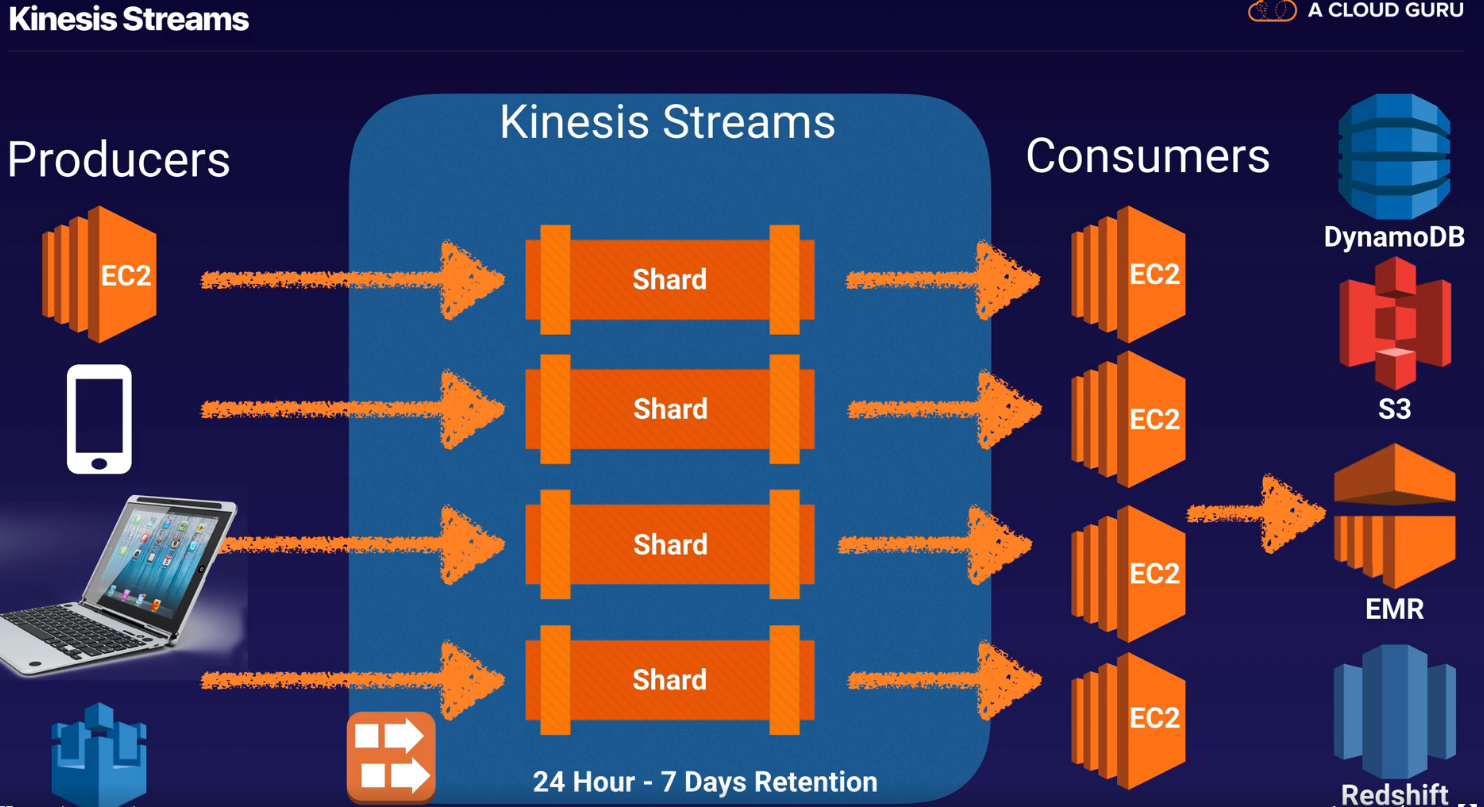 Kinesis Streams
A CLOUD GURU
Kinesis Streams
Producers
Consumers
EC2
Shard
EC2
DynamoDB
Shard
EC2
S3
Shard
EC2
EMR
Shard
EC2
24 Hour - 7 Days Retention
Redshift